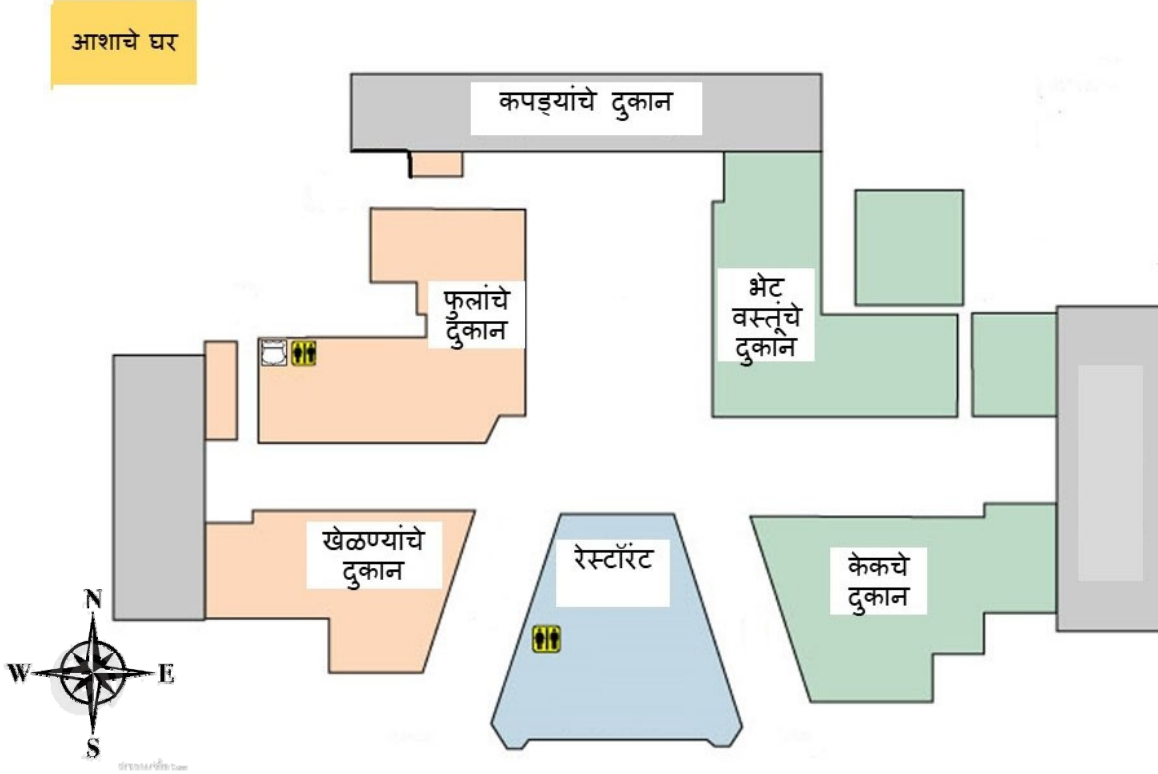 आशाचे घर
कपड्यांचे दुकान
फुलांचे
दुकान
भेट
वस्तूंचे
दुकान
खेळण्यांचे
दुकान
रेस्टॉरंट
केकचे
दुकान
N
W E
S